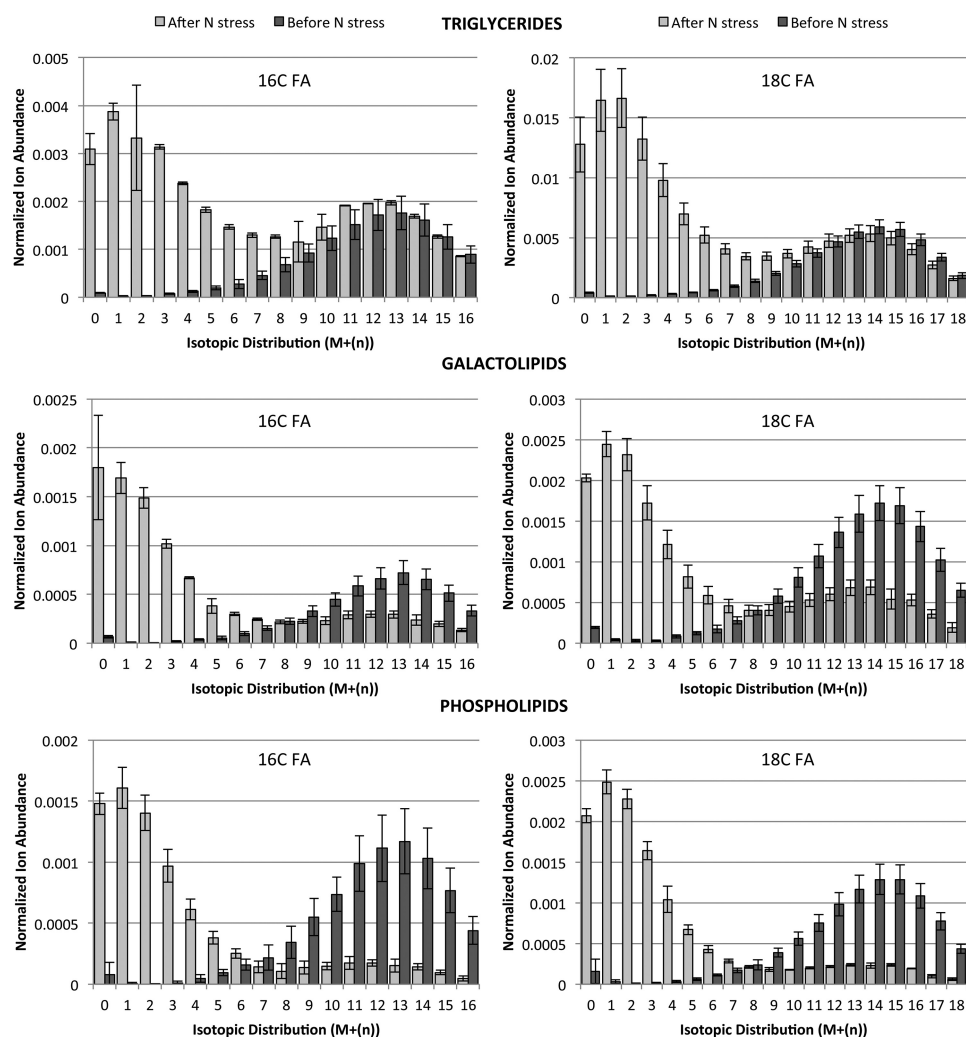 After N stress Before N stress TRIGLYCERIDES After N stress Before N stress
16C FA
Normalized Ion Abundance
0.005
0.004
0.003
0.002
0.001
0
0 1 2 3 4 5 6 7 8 9 10 11 12 13 14 15 16
Isotopic Distribution (M+(n))
18C FA
Normalized Ion Abundance
0.02
0.015
0.01
0.005
0
0 1 2 3 4 5 6 7 8 9 10 11 12 13 14 15 16 17 18
Isotopic Distribution (M+(n))
GALACTOLIPIDS
16C FA
Normalized Ion Abundance
0.0025
0.002
0.0015
0.001
0.0005
0
0 1 2 3 4 5 6 7 8 9 10 11 12 13 14 15 16
Isotopic Distribution (M+(n))
18C FA
Normalized Ion Abundance
0.003
0.0025
0.002
0.0015
0.001
0.0005
0
0 1 2 3 4 5 6 7 8 9 10 11 12 13 14 15 16 17 18
Isotopic Distribution (M+(n))
PHOSPHOLIPIDS
16C FA
Normalized Ion Abundance
0.002
0.0015
0.001
0.0005
0
0 1 2 3 4 5 6 7 8 9 10 11 12 13 14 15 16
Isotopic Distribution (M+(n))
18C FA
Normalized Ion Abundance
0.003
0.0025
0.002
0.0015
0.001
0.0005
0
0 1 2 3 4 5 6 7 8 9 10 11 12 13 14 15 16 17 18
Isotopic Distribution (M+(n))